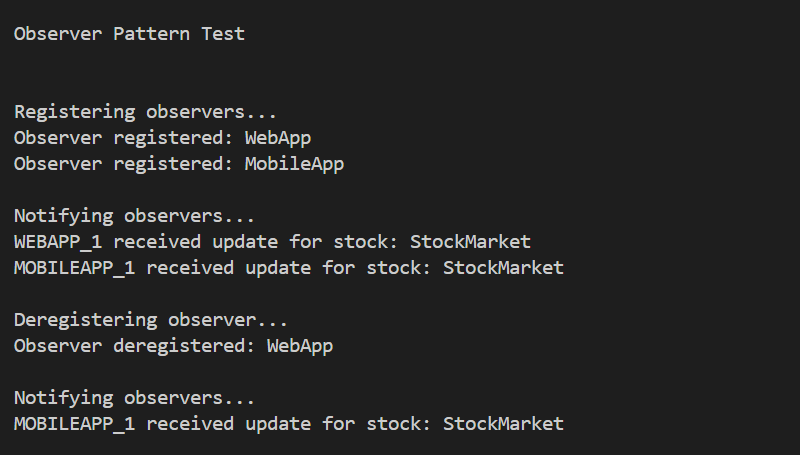 Observer Pattern Test
Registering observers...
Observer registered: WebApp
Observer registered: MobileApp
Notifying observers...
WEBAPP_1 received update for stock: StockMarket
MOBILEAPP_1 received update for stock: StockMarket
Deregistering observer...
Observer deregistered: WebApp
Notifying observers...
MOBILEAPP_1 received update for stock: StockMarket